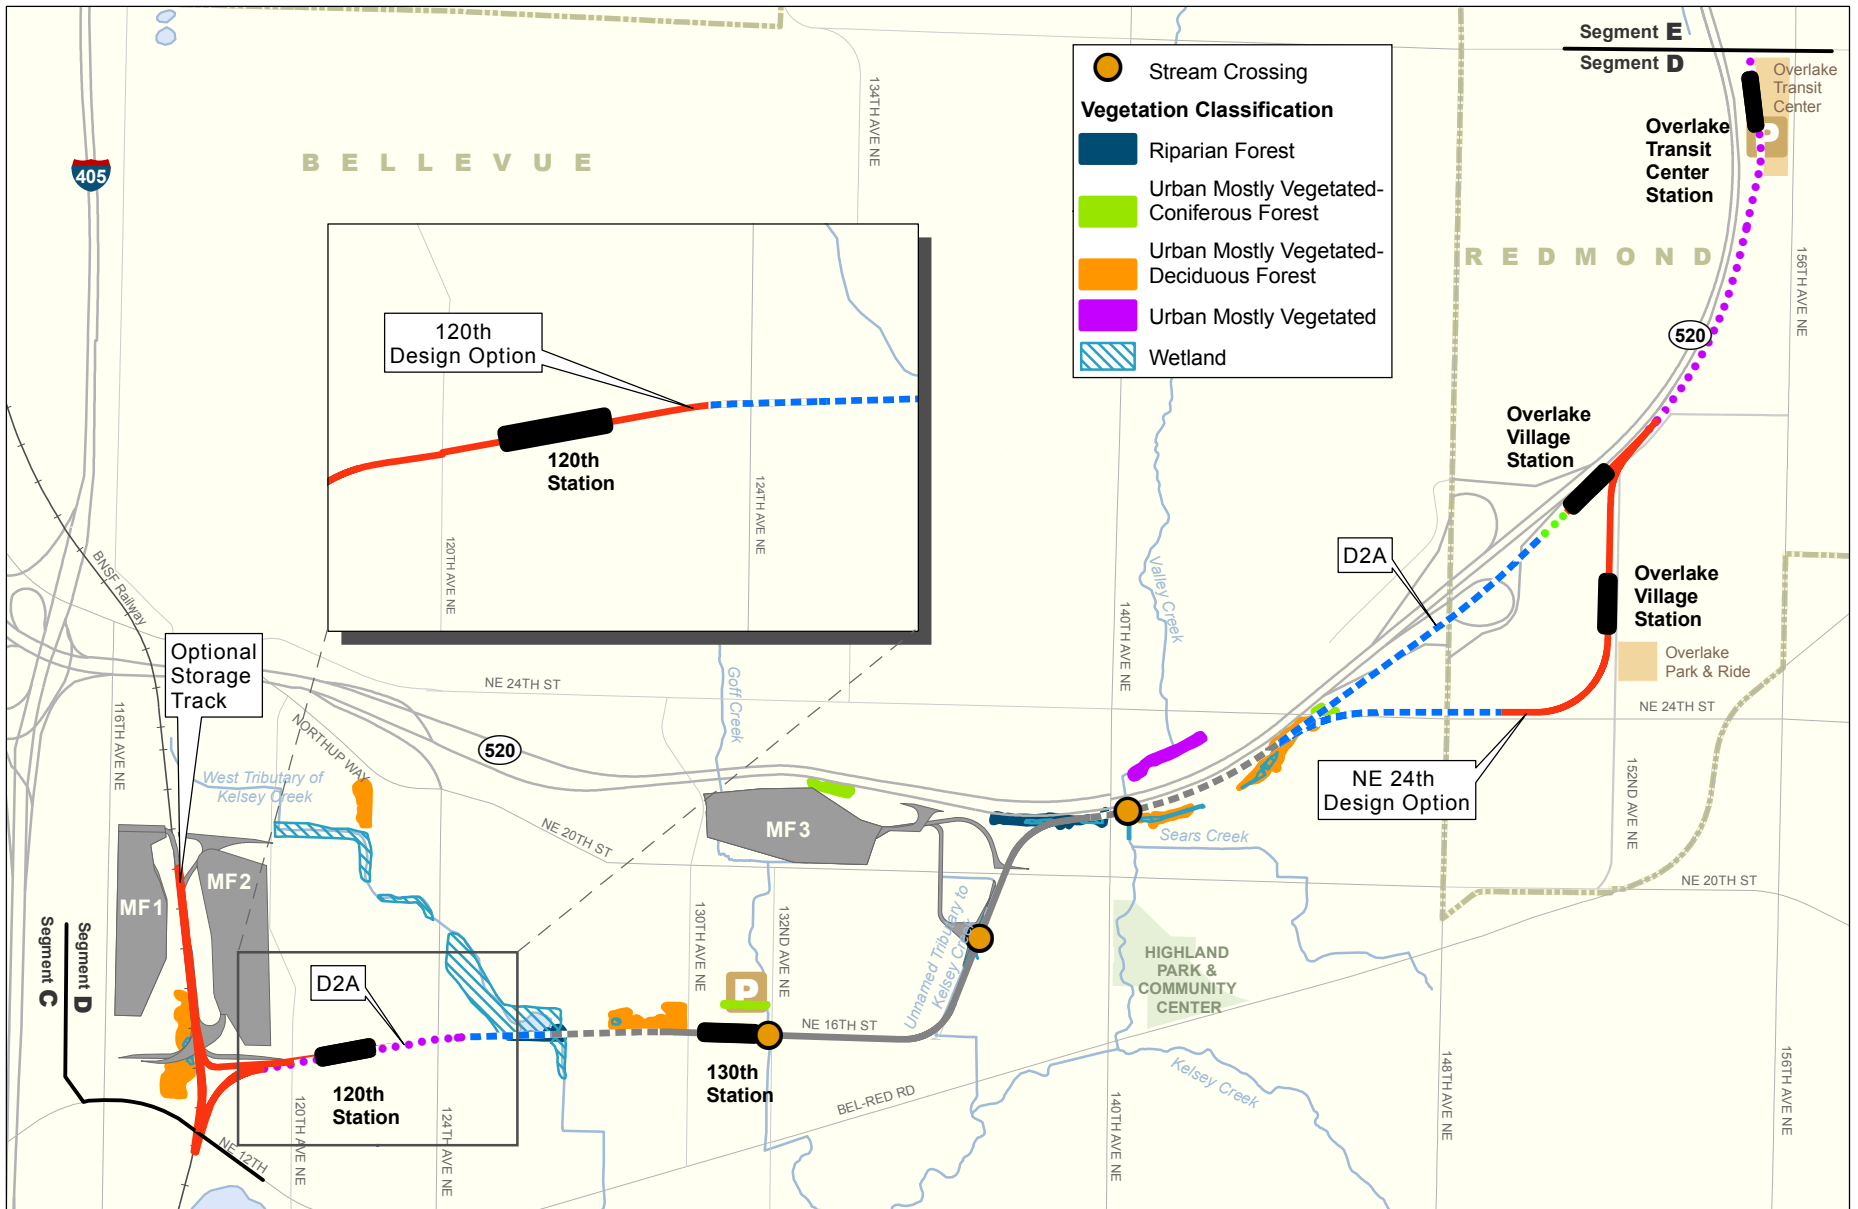 Segment E
Segment D
Overlake
Transit
Center
P
Overlake
Transit
Center
Station
Stream Crossing
Vegetation Classification
Riparian Forest
Urban Mostly Vegetated-
Coniferous Forest
Urban Mostly Vegetated-
Deciduous Forest
Urban Mostly Vegetated
Wetland
134TH AVE NE
BELLEVUE
405
REDMOND
156TH AVE NE
520
120th
Design Option
120th
Station
120TH AVE NE
124TH AVE NE
Overlake
Village
Station
D2A
Overlake
Village
Station
Overlake
Park & Ride
BNSF Railway
Valley Creek
140TH AVE NE
Optional
Storage
Track
116TH AVE NE
NORTHUP WAY
NE 24TH ST
Goff Creek
NE 24TH ST
520
West Tributary of
Kelsey Creek
NE 24th
Design Option
152ND AVE NE
NE 20TH ST
MF3
Sears Creek
MF1
MF2
NE 20TH ST
Segment C
Segment D
D2A
130TH AVE NE
132ND AVE NE
P
Unnamed Tributary to
Kelsey Creek
HIGHLAND
PARK &
COMMUNITY
CENTER
NE 16TH ST
120th
Station
130th
Station
BEL-RED RD
Kelsey Creek
NE 12TH
120TH AVE NE
124TH AVE NE
140TH AVE NE
148TH AVE NE
156TH AVE NE